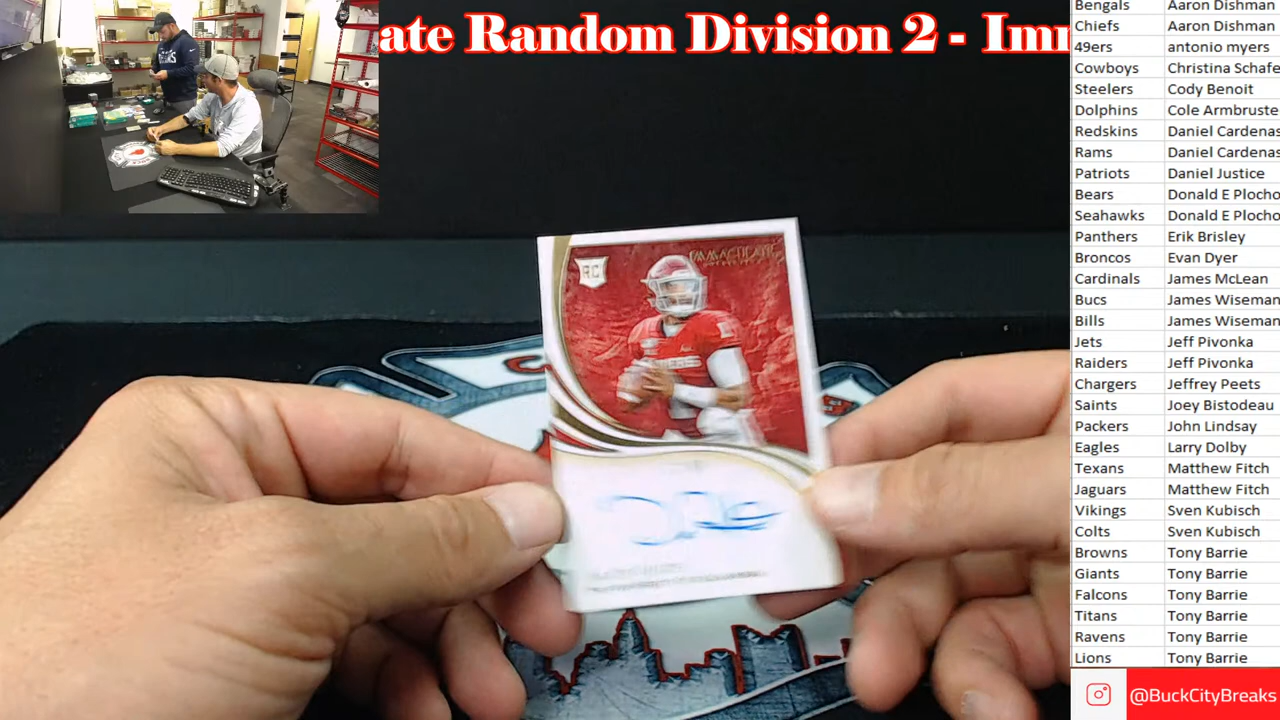 ate Random Division 2 - Imm
Bengals Aaron Dishman
Chiefs Aaron Dishman
49ers antonio myers
Cowboys Christina Schafe
Steelers Cody Benoit
Dolphins Cole Armbruste
Redskins Daniel Cardenas
Rams Daniel Cardenas
Patriots Daniel Justice
Bears Donald E Plocho
Seahawks Donald E Plocho
Panthers Erik Brisley
Broncos Evan Dyer
Cardinals James McLean
Bucs James Wiseman
Bills James Wiseman
Jets Jeff Pivonka
Raiders Jeff Pivonka
Chargers Jeffrey Peets
Saints Joey Bistodeau
Packers John Lindsay
Eagles Larry Dolby
Texans Matthew Fitch
Jaguars Matthew Fitch
Vikings Sven Kubisch
Colts Sven Kubisch
Browns Tony Barrie
Giants Tony Barrie
Falcons Tony Barrie
Titans Tony Barrie
Ravens Tony Barrie
Lions Tony Barrie
@BuckCityBreaks
RC
IMMACULATE